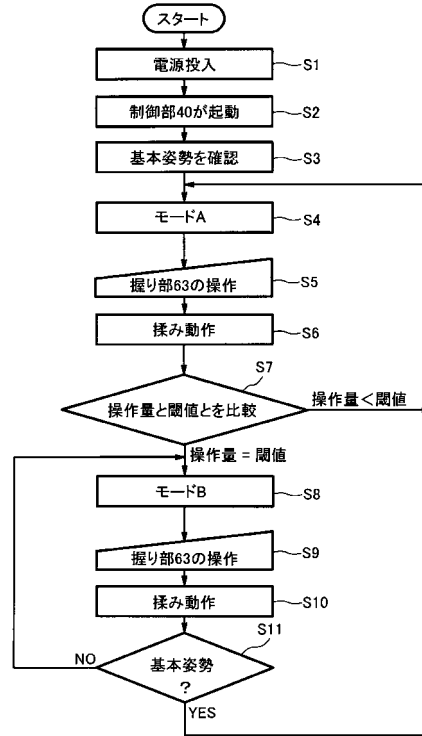 スタート
電源投入
S1
制御部40が起動
S2
基本姿勢を確認
S3
モードA
S4
握り部63の操作
S5
揉み動作
S6
S7
操作量と閾値とを比較
操作量<閾値
操作量 = 閾値
モードB
S8
握り部63の操作
S9
揉み動作
S10
S11
基本姿勢
?
NO
YES